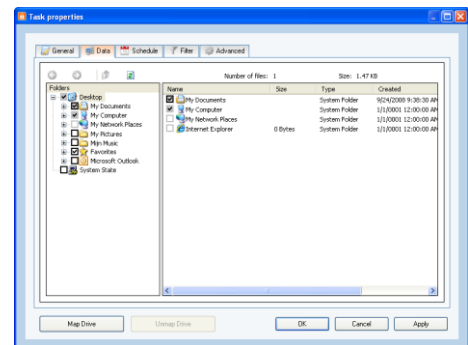 Task properties
General Data Schedule Filter Advanced
Number of files: 1 Size: 1.47 KB
Folders
Desktop
My Documents
My Computer
My Network Places
My Pictures
Mijn Music
Favorites
Microsoft Outlook
System State
Name Size Type Created
My Documents System Folder 9/24/2008 9:38:30 AM
My Computer System Folder 1/1/0001 12:00:00 AM
My Network Places System Folder 1/1/0001 12:00:00 AM
Internet Explorer 0 Bytes System Folder 1/1/0001 12:00:00 AM
Map Drive Unmap Drive OK Cancel Apply